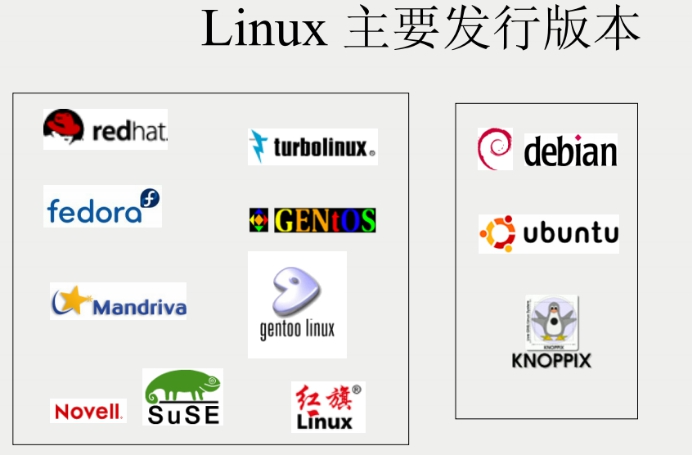 Linux 主要发行版本
redhat.
turbolinux
fedora
GENtOS
Mandriva
gentoo linux
Novell.
SuSE
红旗®
Linux
debian
ubuntu
KNOPPIX
KNOPPIX